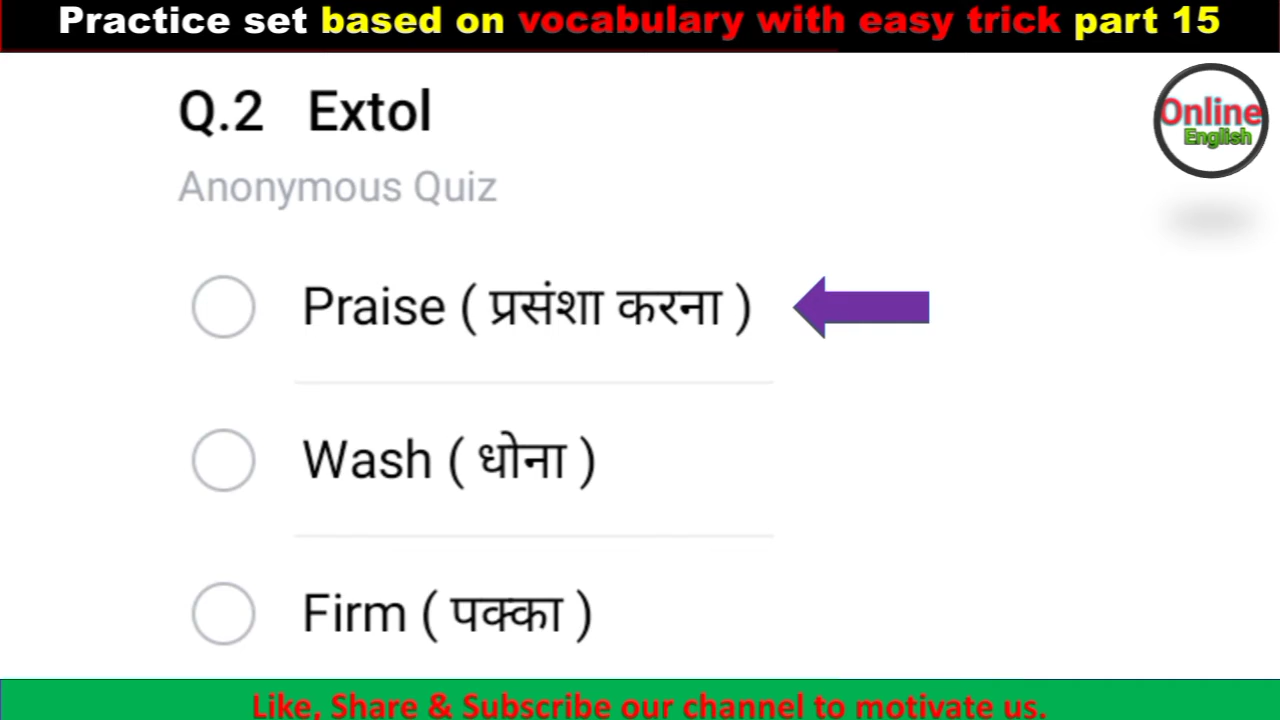 Practice set based on vocabulary with easy trick part 15
Online
English
Q.2 Extol
Anonymous Quiz
Praise ( प्रसंशा करना )
Wash ( धोना )
Firm ( पक्का )
Like, Share & Subscribe our channel to motivate us.